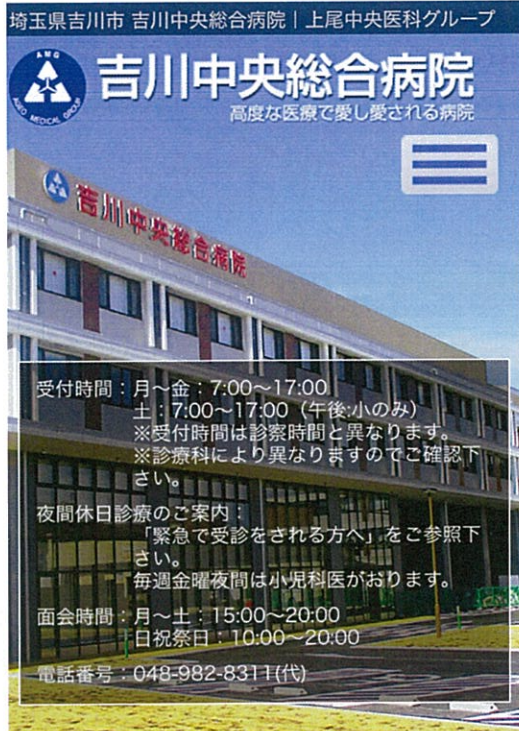 埼玉県吉川市 吉川中央総合病院 | 上尾中央医科グループ
AMG
AGEO MEDICAL GROUP
吉川中央総合病院
高度な医療で愛し愛される病院
吉川中央総合病院
受付時間：月～金：7:00～17:00
土：7:00～17:00（午後:小のみ）
※受付時間は診察時間と異なります。
※診療科により異なりますのでご確認下
さい。
夜間休日診療のご案内：
「緊急で受診をされる方へ」をご参照下
さい。
毎週金曜夜間は小児科医がおります。
面会時間：月～土：15:00～20:00
日祝祭日：10:00～20:00
電話番号：048-982-8311(代)